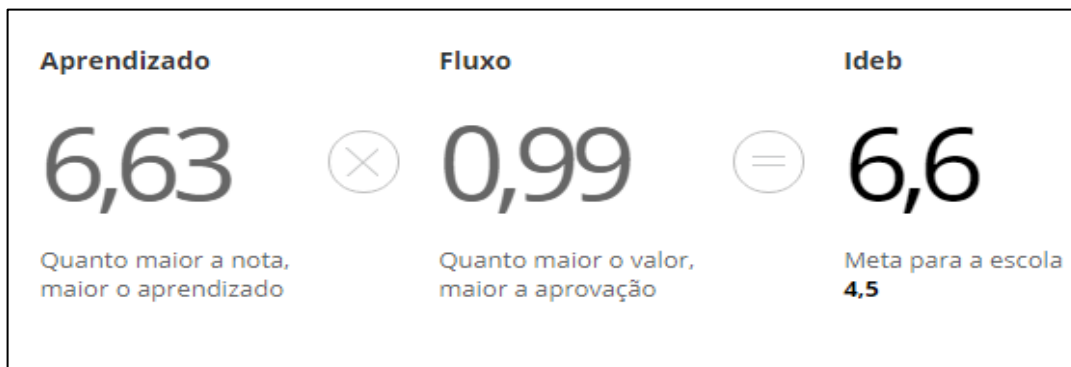 Aprendizado
6,63
Quanto maior a nota,
maior o aprendizado
×
Fluxo
0,99
Quanto maior o valor,
maior a aprovação
=
Ideb
6,6
Meta para a escola
4,5